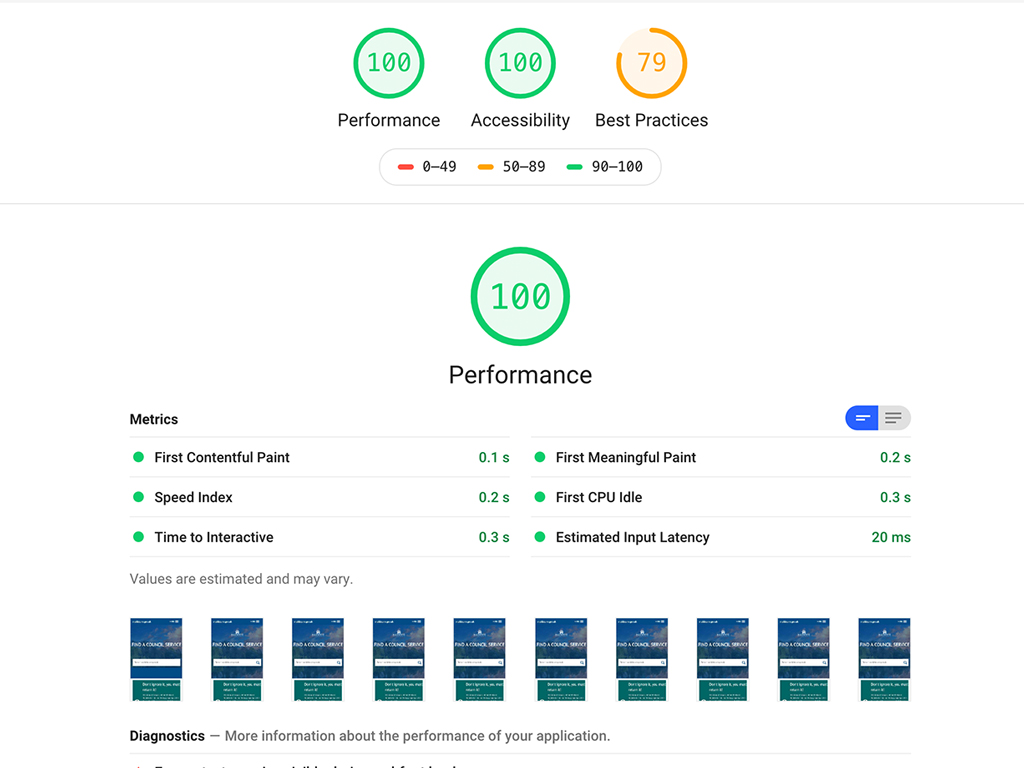 100 100 79
Performance Accessibility Best Practices
0–49 50–89 90–100
100
Performance
Metrics
First Contentful Paint 0.1 s First Meaningful Paint 0.2 s
Speed Index 0.2 s First CPU Idle 0.3 s
Time to Interactive 0.3 s Estimated Input Latency 20 ms
Values are estimated and may vary.
FIND A COUNCIL SERVICE FIND A COUNCIL SERVICE FIND A COUNCIL SERVICE FIND A COUNCIL SERVICE FIND A COUNCIL SERVICE FIND A COUNCIL SERVICE FIND A COUNCIL SERVICE FIND A COUNCIL SERVICE FIND A COUNCIL SERVICE FIND A COUNCIL SERVICE
Diagnostics — More information about the performance of your application.